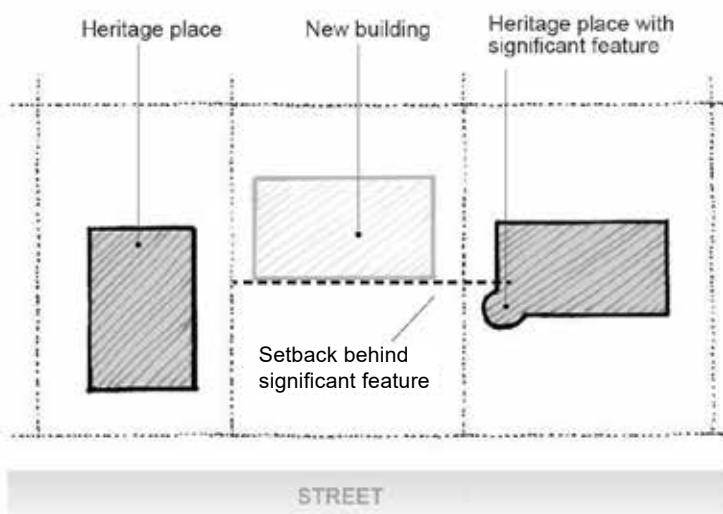 Heritage place
New building
Heritage place with
significant feature
Setback behind
significant feature
STREET